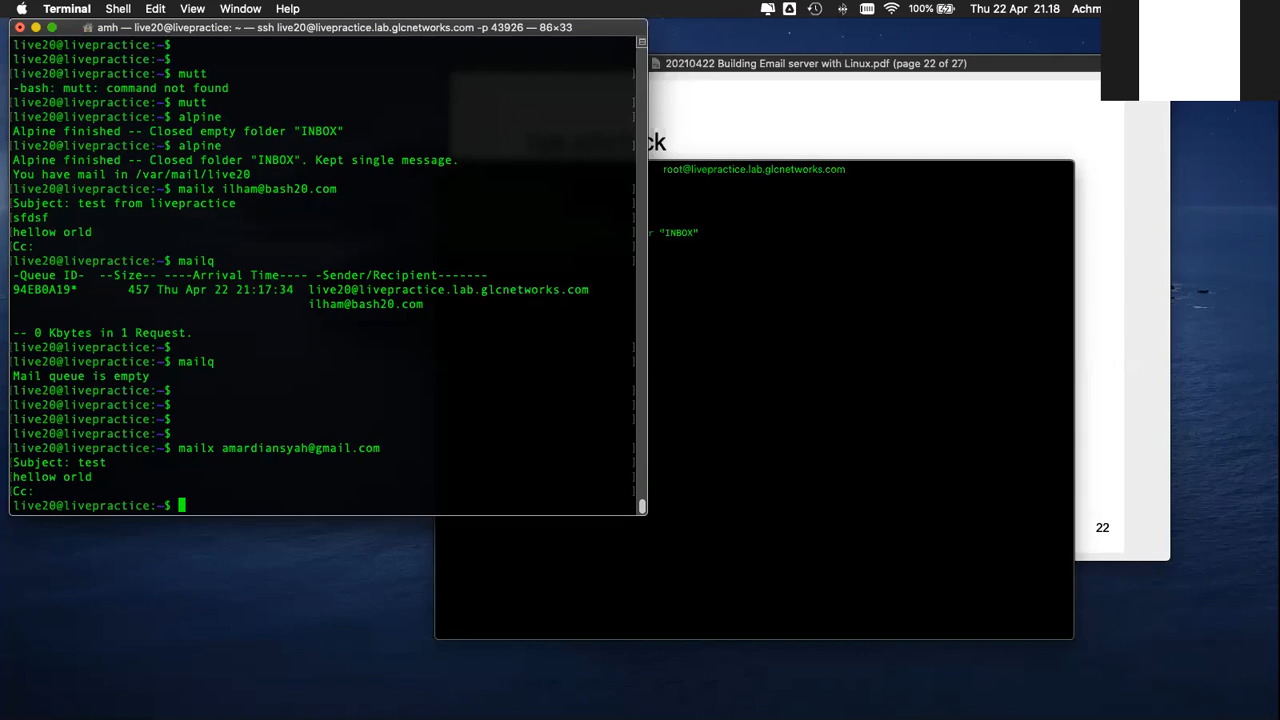 Terminal Shell Edit View Window Help 100% Thu 22 Apr 21.18 Achm
amh — live20@livepractice: ~ — ssh live20@livepractice.lab.glcnetworks.com -p 43926 — 86×33
live20@livepractice:~$
live20@livepractice:~$
live20@livepractice:~$ mutt
-bash: mutt: command not found
live20@livepractice:~$ mutt
live20@livepractice:~$ alpine
Alpine finished -- Closed empty folder "INBOX"
live20@livepractice:~$ alpine
Alpine finished -- Closed folder "INBOX". Kept single message.
You have mail in /var/mail/live20
live20@livepractice:~$ mailx ilham@bash20.com
Subject: test from livepractice
sfdsf
hellow orld
Cc:
live20@livepractice:~$ mailq
-Queue ID- --Size-- ----Arrival Time---- -Sender/Recipient-------
94EB0A19* 457 Thu Apr 22 21:17:34 live20@livepractice.lab.glcnetworks.com
ilham@bash20.com
-- 0 Kbytes in 1 Request.
live20@livepractice:~$
live20@livepractice:~$ mailq
Mail queue is empty
live20@livepractice:~$
live20@livepractice:~$
live20@livepractice:~$
live20@livepractice:~$
live20@livepractice:~$ mailx amardiansyah@gmail.com
Subject: test
hellow orld
Cc:
live20@livepractice:~$
20210422 Building Email server with Linux.pdf (page 22 of 27)
root@livepractice.lab.glcnetworks.com
r "INBOX"
22